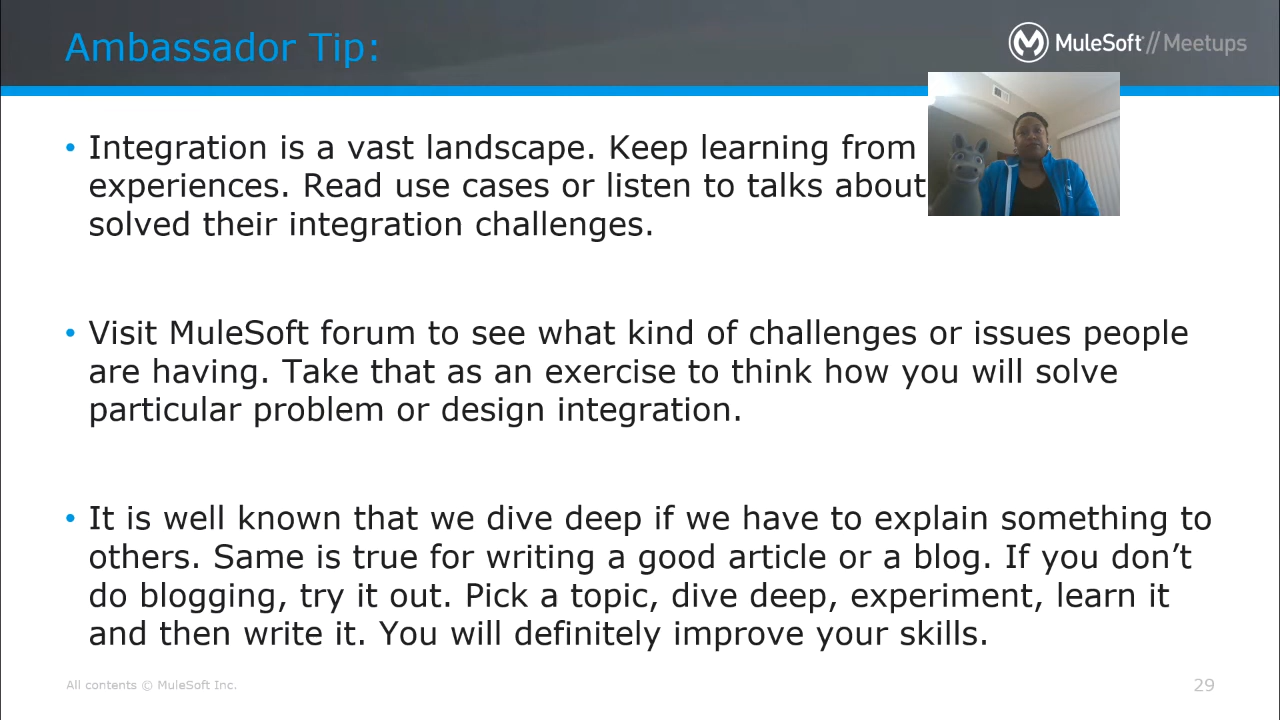 Ambassador Tip:
MuleSoft // Meetups
• Integration is a vast landscape. Keep learning from
experiences. Read use cases or listen to talks about
solved their integration challenges.
• Visit MuleSoft forum to see what kind of challenges or issues people
are having. Take that as an exercise to think how you will solve
particular problem or design integration.
• It is well known that we dive deep if we have to explain something to
others. Same is true for writing a good article or a blog. If you don’t
do blogging, try it out. Pick a topic, dive deep, experiment, learn it
and then write it. You will definitely improve your skills.
All contents © MuleSoft Inc.
29